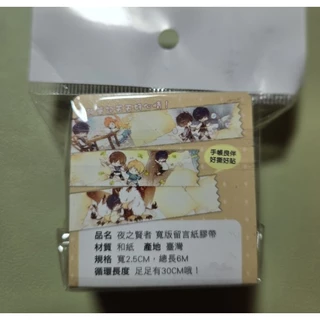 手帳良伴
好撕好貼
品名 夜之賢者 寬版留言紙膠帶
材質 和紙 產地 臺灣
規格 寬2.5CM，總長6M
循環長度 足足有30CM哦！